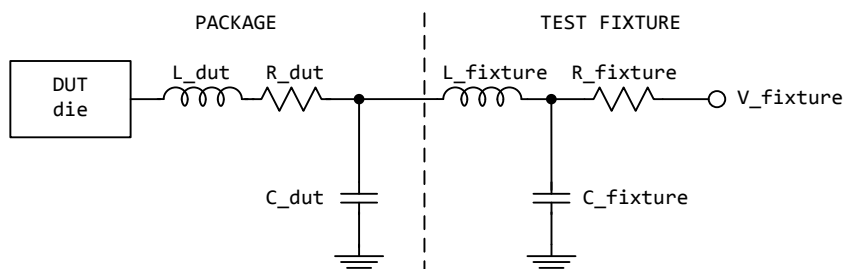 PACKAGE
TEST FIXTURE
DUT
die
L_dut
R_dut
L_fixture
R_fixture
V_fixture
C_dut
C_fixture